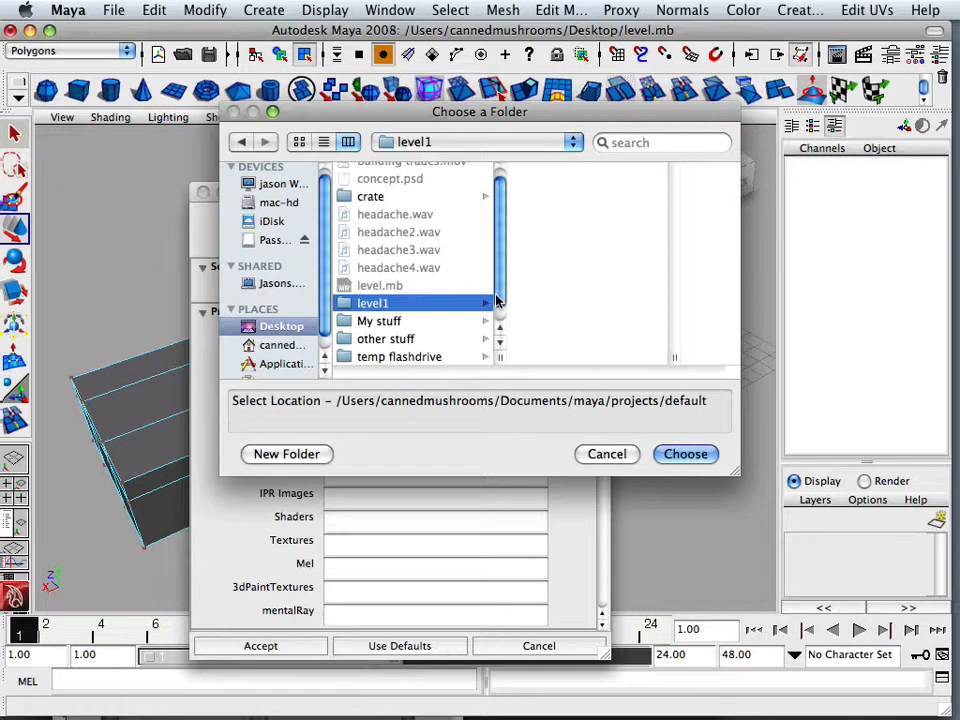 Maya File Edit Modify Create Display Window Select Mesh Edit M... Proxy Normals Color Creat... Edit UVs Help
Autodesk Maya 2008: /Users/cannedmushrooms/Desktop/level.mb
Polygons
View Shading Lighting
Choose a Folder
level1
search
Channels Object
DEVICES
jason W...
mac-hd
iDisk
Pass...
SHARED
Jasons....
PLACES
Desktop
canned...
Applicati...
building trades.mov
concept.psd
crate
headache.wav
headache2.wav
headache3.wav
headache4.wav
level.mb
level1
My stuff
other stuff
temp flashdrive
Select Location - /Users/cannedmushrooms/Documents/maya/projects/default
New Folder Cancel Choose
Display Render
Layers Options Help
IPR Images
Shaders
Textures
Mel
3dPaintTextures
mentalRay
Accept Use Defaults Cancel
<< >>
1 2 4 6 24 1.00
1.00 1.00 24.00 48.00 No Character Set
MEL